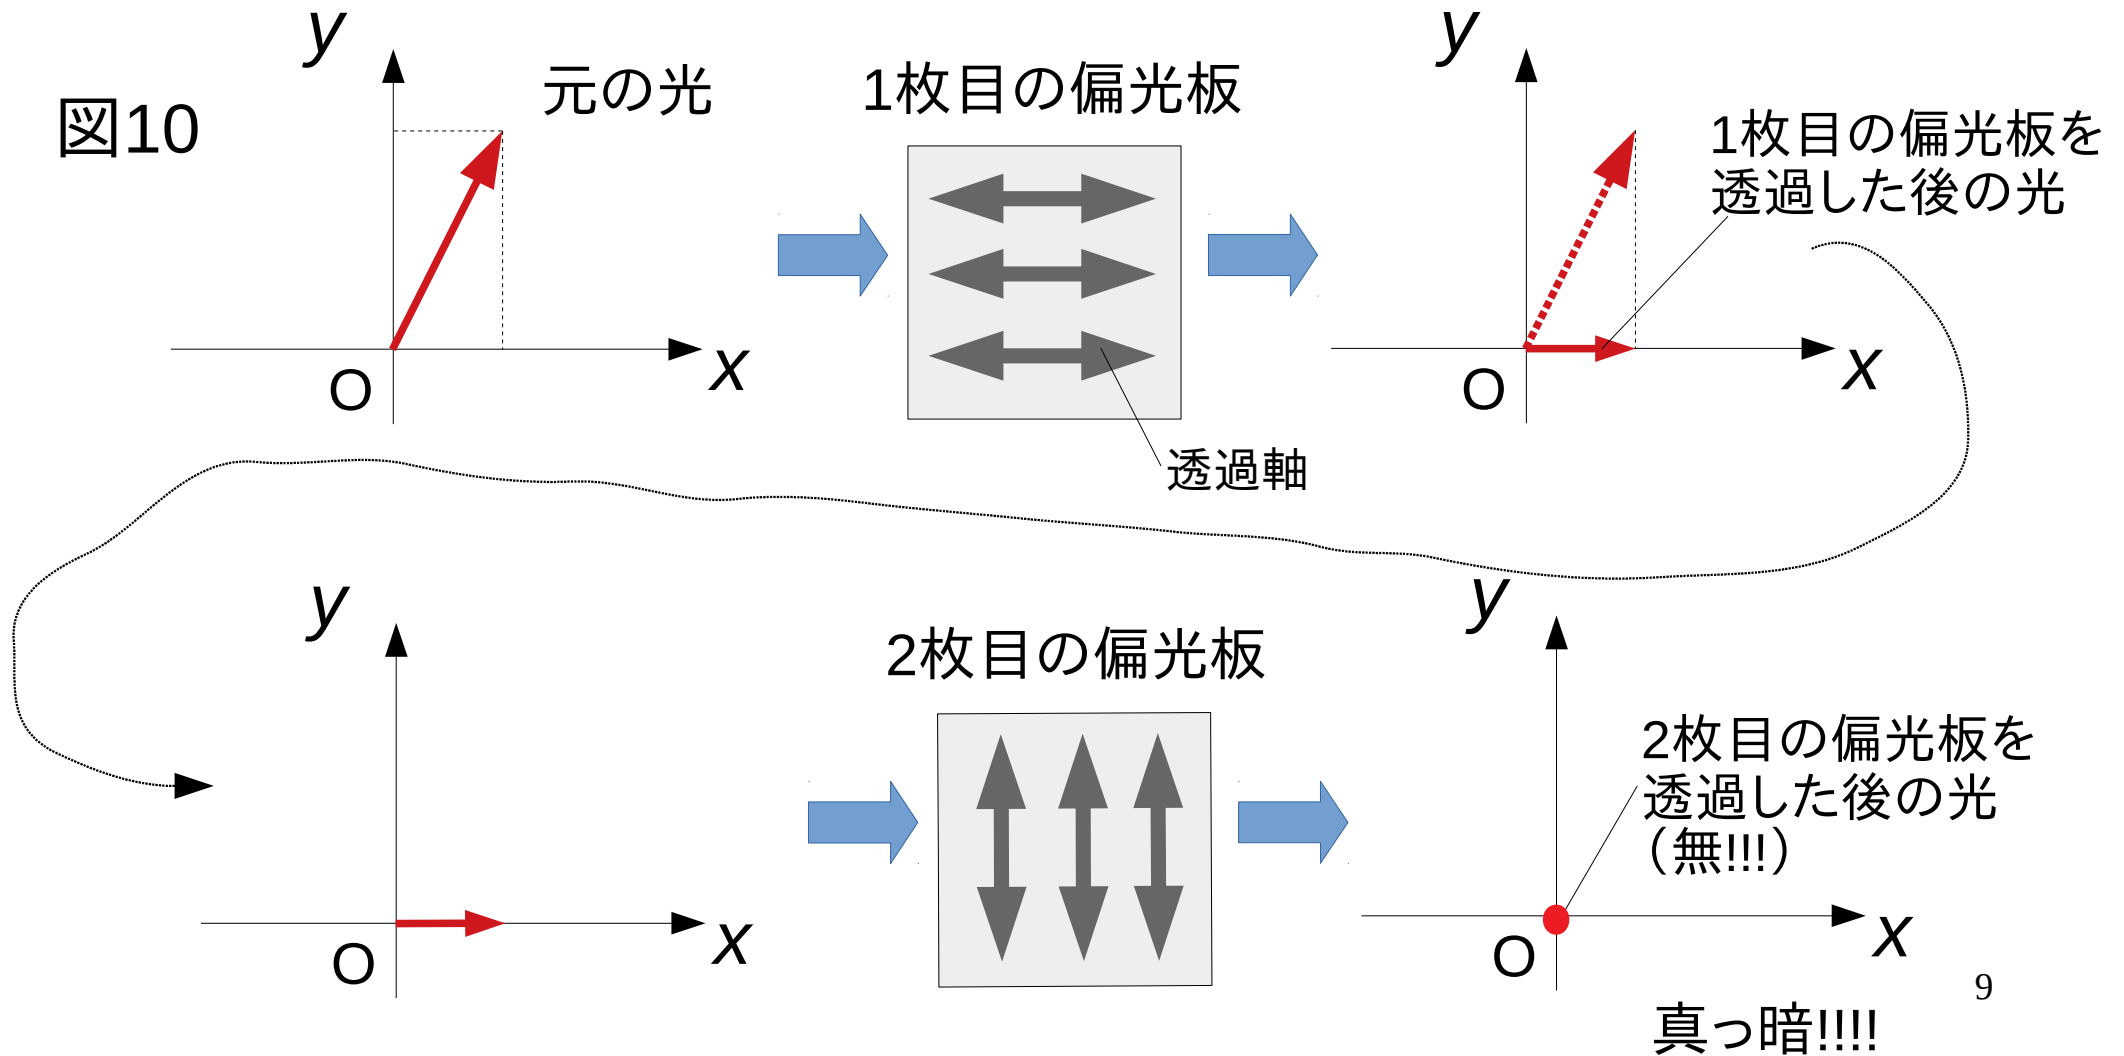 図10
y
元の光
x
O
1枚目の偏光板
透過軸
y
1枚目の偏光板を
透過した後の光
x
O
y
x
O
2枚目の偏光板
y
2枚目の偏光板を
透過した後の光
（無!!!）
x
O
9
真っ暗!!!!